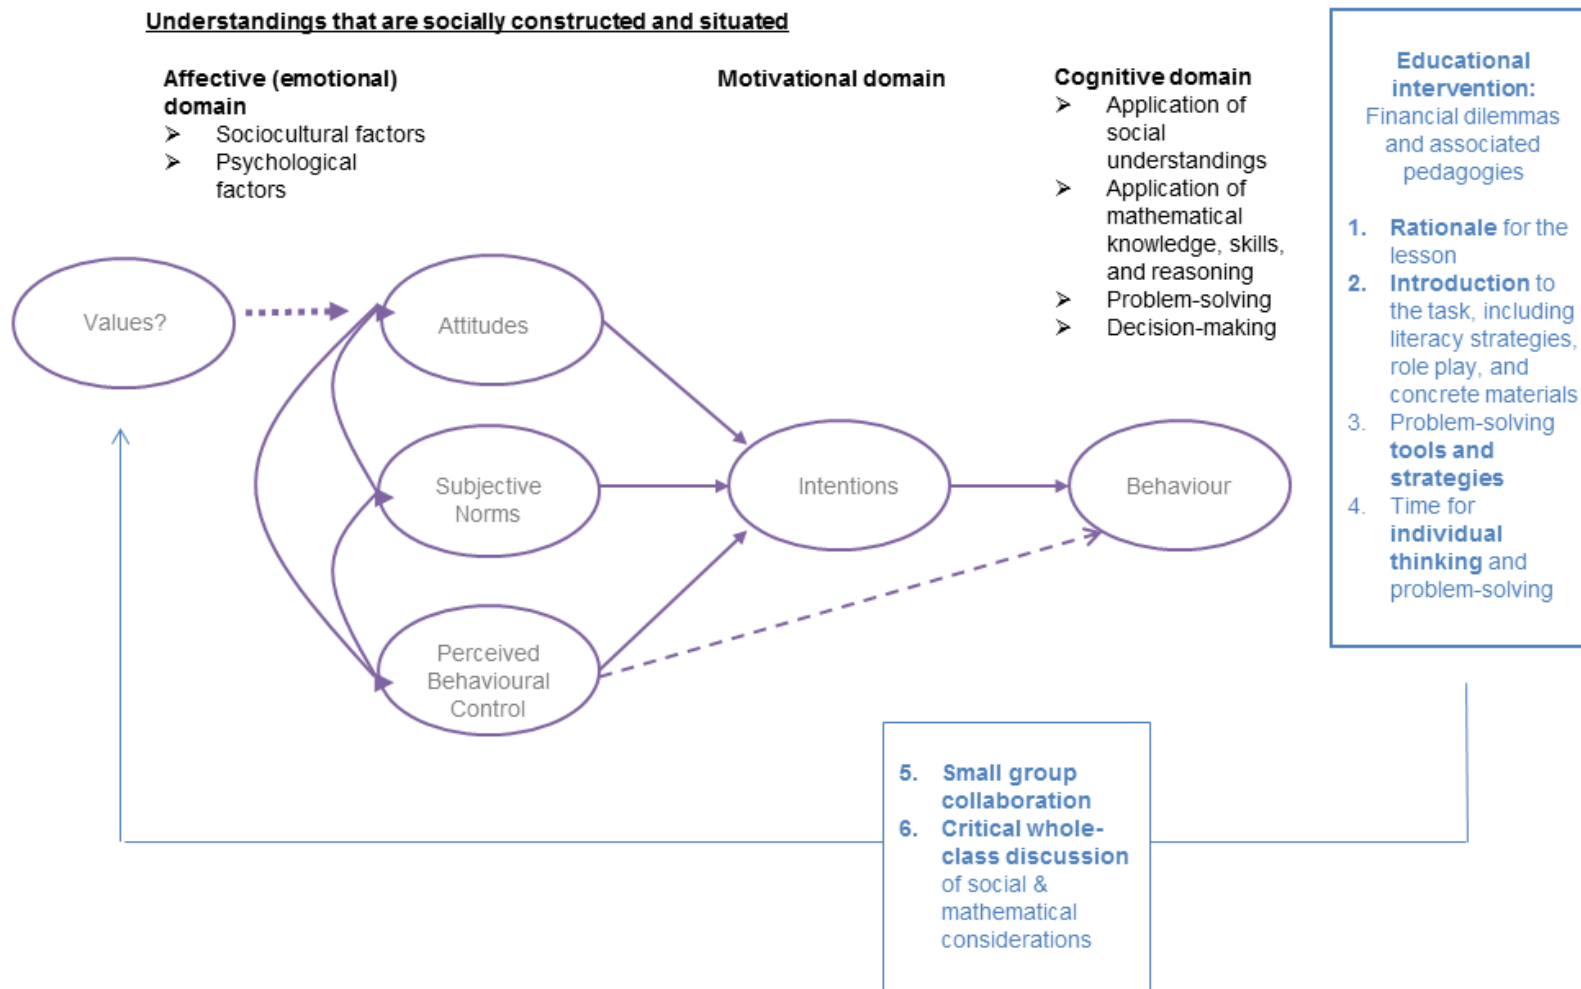 Understandings that are socially constructed and situated
Affective (emotional)
domain
➤ Sociocultural factors
➤ Psychological
factors
Motivational domain
Cognitive domain
➤ Application of
social
understandings
➤ Application of
mathematical
knowledge, skills,
and reasoning
➤ Problem-solving
➤ Decision-making
Values?
Attitudes
Subjective
Norms
Perceived
Behavioural
Control
Intentions
Behaviour
Educational
intervention:
Financial dilemmas
and associated
pedagogies
1. Rationale for the
lesson
2. Introduction to
the task, including
literacy strategies,
role play, and
concrete materials
3. Problem-solving
tools and
strategies
4. Time for
individual
thinking and
problem-solving
5. Small group
collaboration
6. Critical whole-
class discussion
of social &
mathematical
considerations